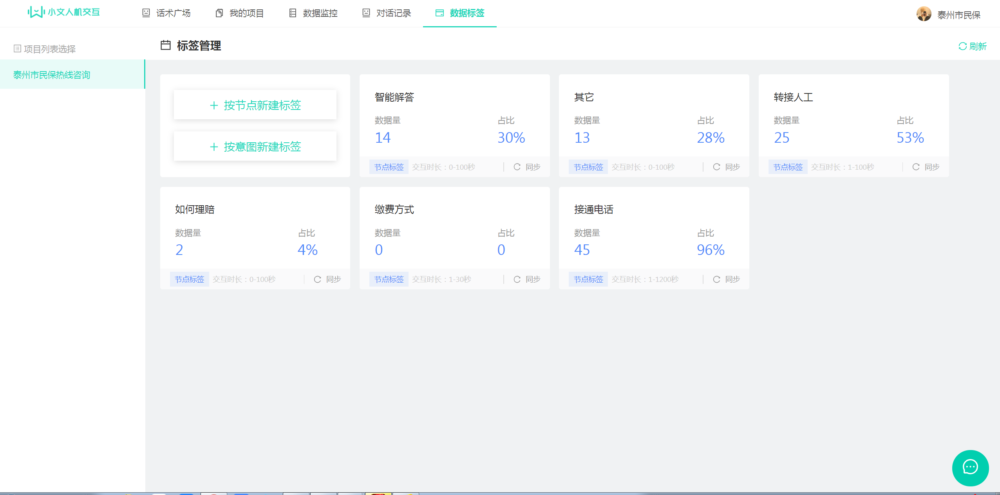 小文人机交互
话术广场
我的项目
数据监控
对话记录
数据标签
泰州市民保
项目列表选择
泰州市民保热线咨询
标签管理
刷新
按节点新建标签
按意图新建标签
智能解答
数据量 占比
14 30%
节点标签 交互时长：0-100秒 同步
其它
数据量 占比
13 28%
节点标签 交互时长：0-100秒 同步
转接人工
数据量 占比
25 53%
节点标签 交互时长：1-100秒 同步
如何理赔
数据量 占比
2 4%
节点标签 交互时长：0-100秒 同步
缴费方式
数据量 占比
0 0
节点标签 交互时长：1-30秒 同步
接通电话
数据量 占比
45 96%
节点标签 交互时长：1-1200秒 同步